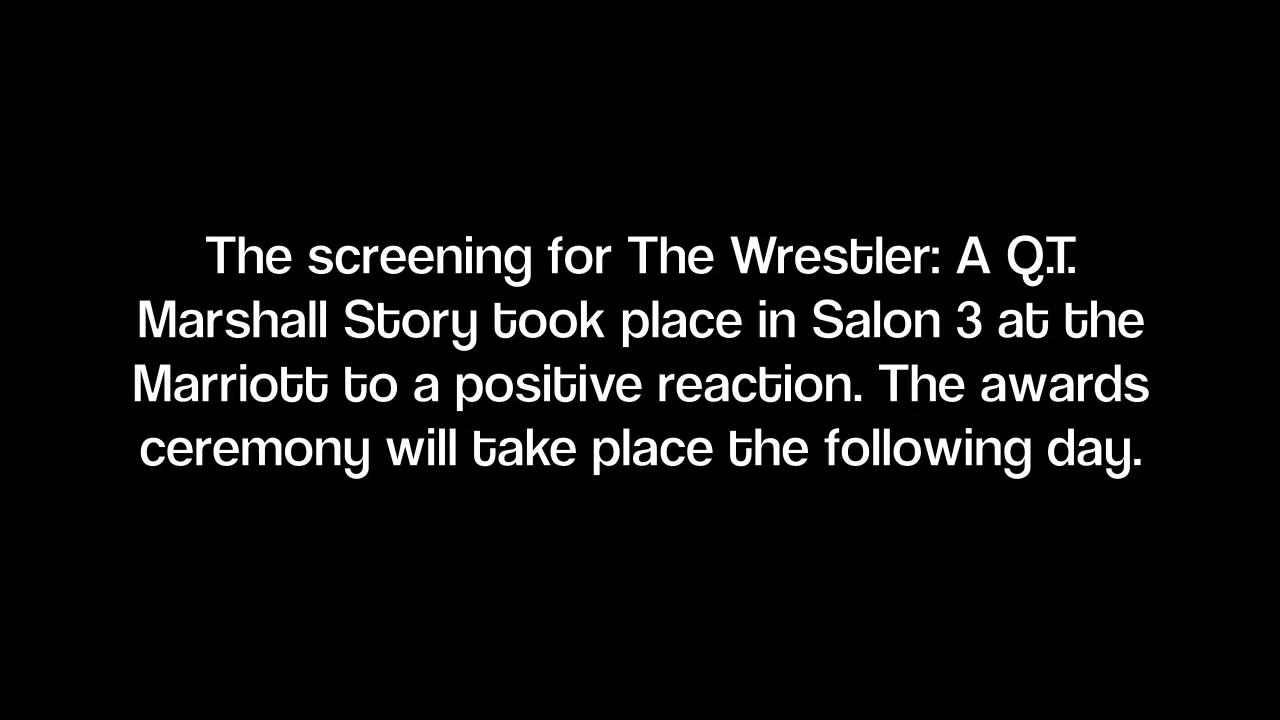 The screening for The Wrestler: A Q.T.
Marshall Story took place in Salon 3 at the
Marriott to a positive reaction. The awards
ceremony will take place the following day.